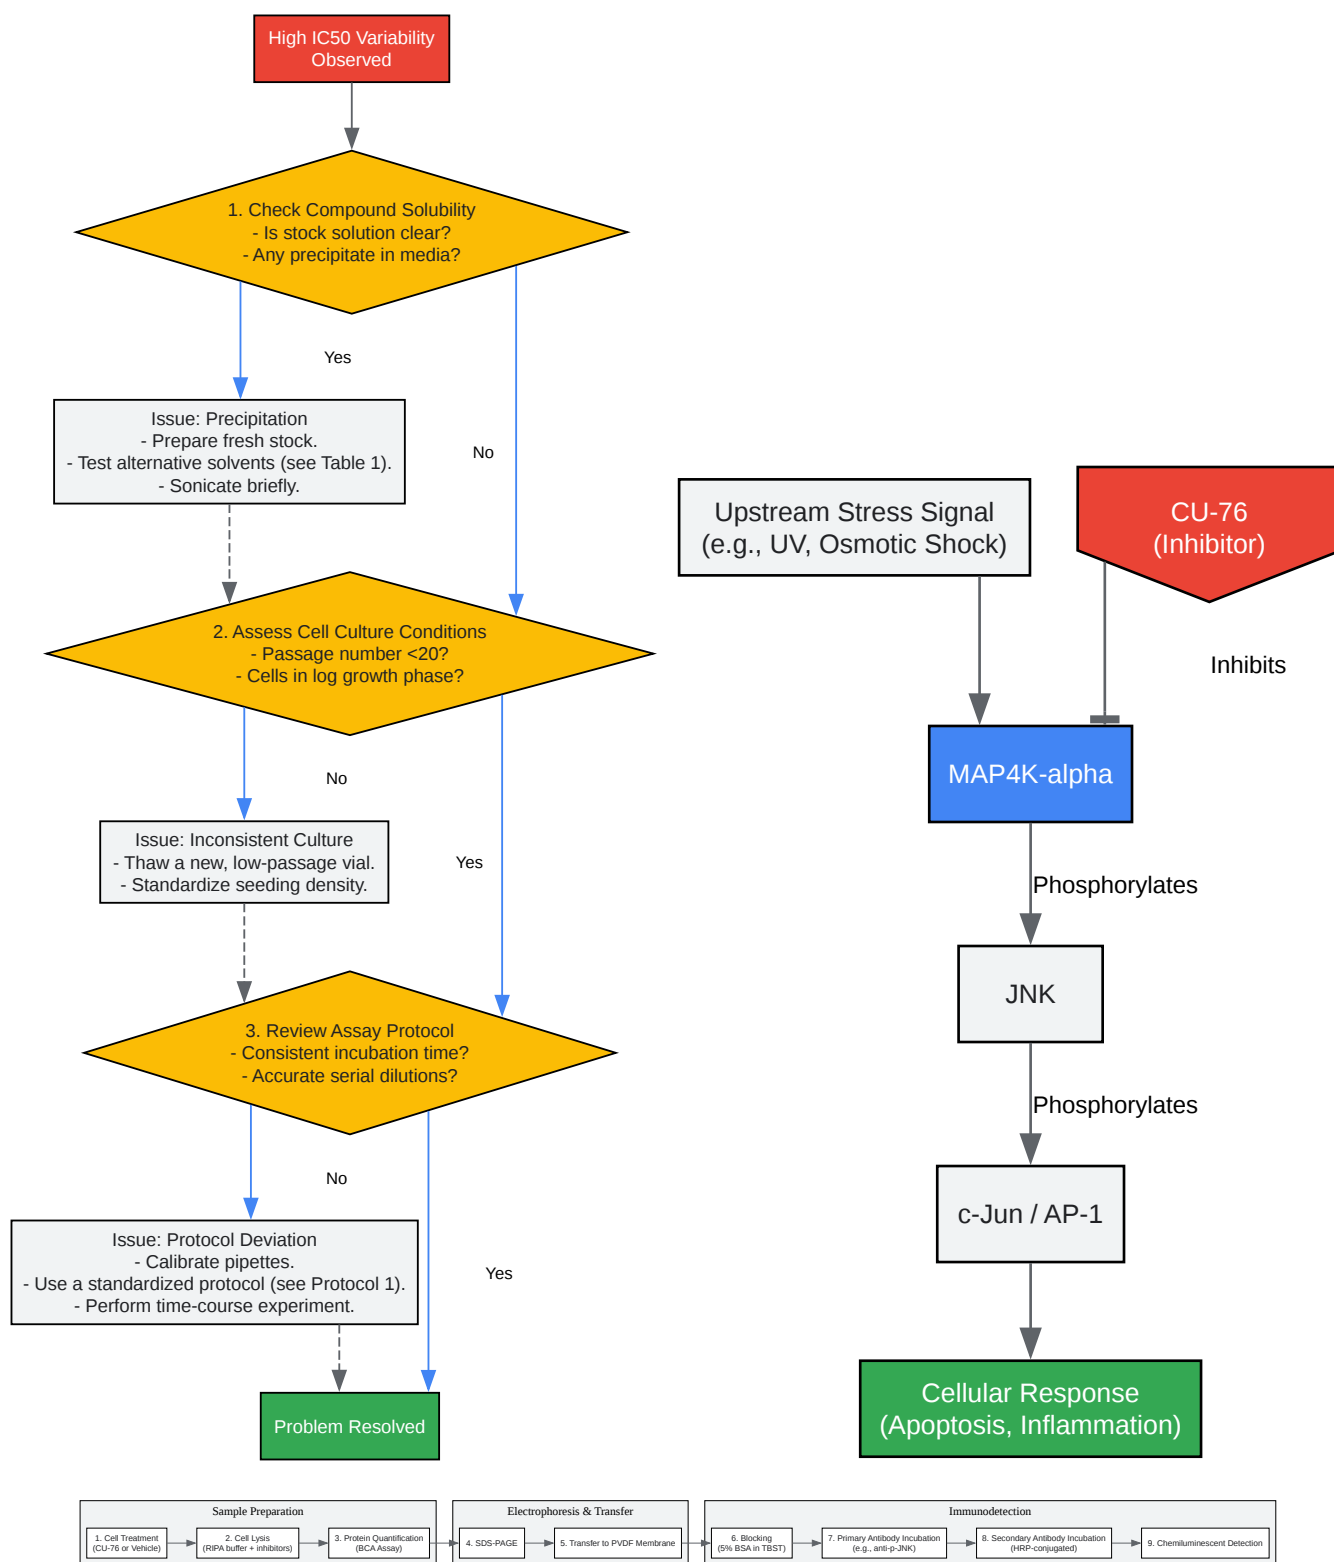 High IC50 Variability
Observed
1. Check Compound Solubility
- Is stock solution clear?
- Any precipitate in media?
Yes
No
Issue: Precipitation
- Prepare fresh stock.
- Test alternative solvents (see Table 1).
- Sonicate briefly.
2. Assess Cell Culture Conditions
- Passage number <20?
- Cells in log growth phase?
No
Yes
Issue: Inconsistent Culture
- Thaw a new, low-passage vial.
- Standardize seeding density.
3. Review Assay Protocol
- Consistent incubation time?
- Accurate serial dilutions?
No
Yes
Issue: Protocol Deviation
- Calibrate pipettes.
- Use a standardized protocol (see Protocol 1).
- Perform time-course experiment.
Problem Resolved
Upstream Stress Signal
(e.g., UV, Osmotic Shock)
CU-76
(Inhibitor)
Inhibits
MAP4K-alpha
Phosphorylates
JNK
Phosphorylates
c-Jun / AP-1
Cellular Response
(Apoptosis, Inflammation)
Sample Preparation
1. Cell Treatment
(CU-76 or Vehicle)
2. Cell Lysis
(RIPA buffer + inhibitors)
3. Protein Quantification
(BCA Assay)
Electrophoresis & Transfer
4. SDS-PAGE
5. Transfer to PVDF Membrane
Immunodetection
6. Blocking
(5% BSA in TBST)
7. Primary Antibody Incubation
(e.g., anti-p-JNK)
8. Secondary Antibody Incubation
(HRP-conjugated)
9. Chemiluminescent Detection